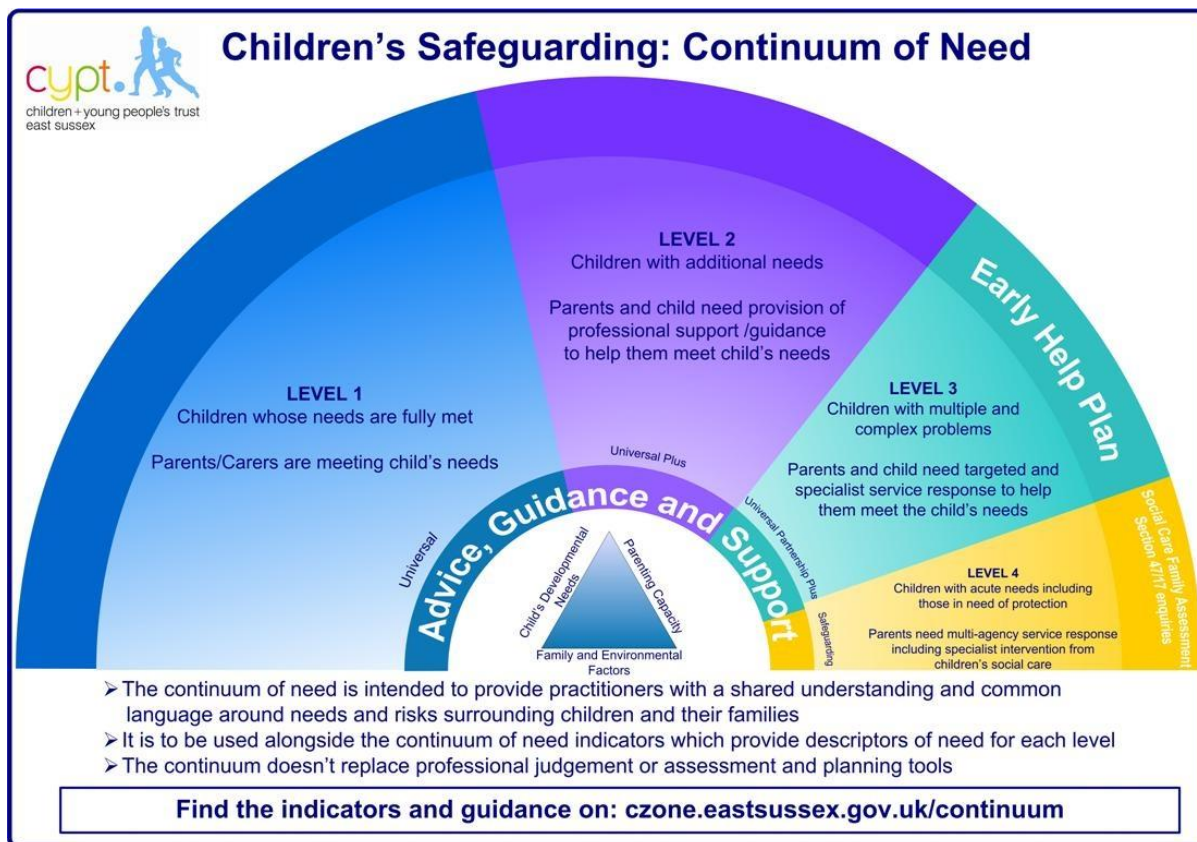 Children's Safeguarding: Continuum of Need
cypt.
children+young people's trust
east sussex
LEVEL 1
Children whose needs are fully met
Parents/Carers are meeting child's needs
LEVEL 2
Children with additional needs
Parents and child need provision of
professional support /guidance
to help them meet child's needs
Early Help Plan
LEVEL 3
Children with multiple and
complex problems
Parents and child need targeted and
specialist service response to help
them meet the child's needs
Social Care Family Assessment
Section 47/17 enquiries
LEVEL 4
Children with acute needs including
those in need of protection
Parents need multi-agency service response
including specialist intervention from
children's social care
Universal
Universal Plus
Universal Partnership Plus
Safeguarding
Advice, Guidance and Support
Child's Developmental
Needs
Parenting Capacity
Family and Environmental
Factors
➢ The continuum of need is intended to provide practitioners with a shared understanding and common
language around needs and risks surrounding children and their families
➢ It is to be used alongside the continuum of need indicators which provide descriptors of need for each level
➢ The continuum doesn't replace professional judgement or assessment and planning tools
Find the indicators and guidance on: czone.eastsussex.gov.uk/continuum